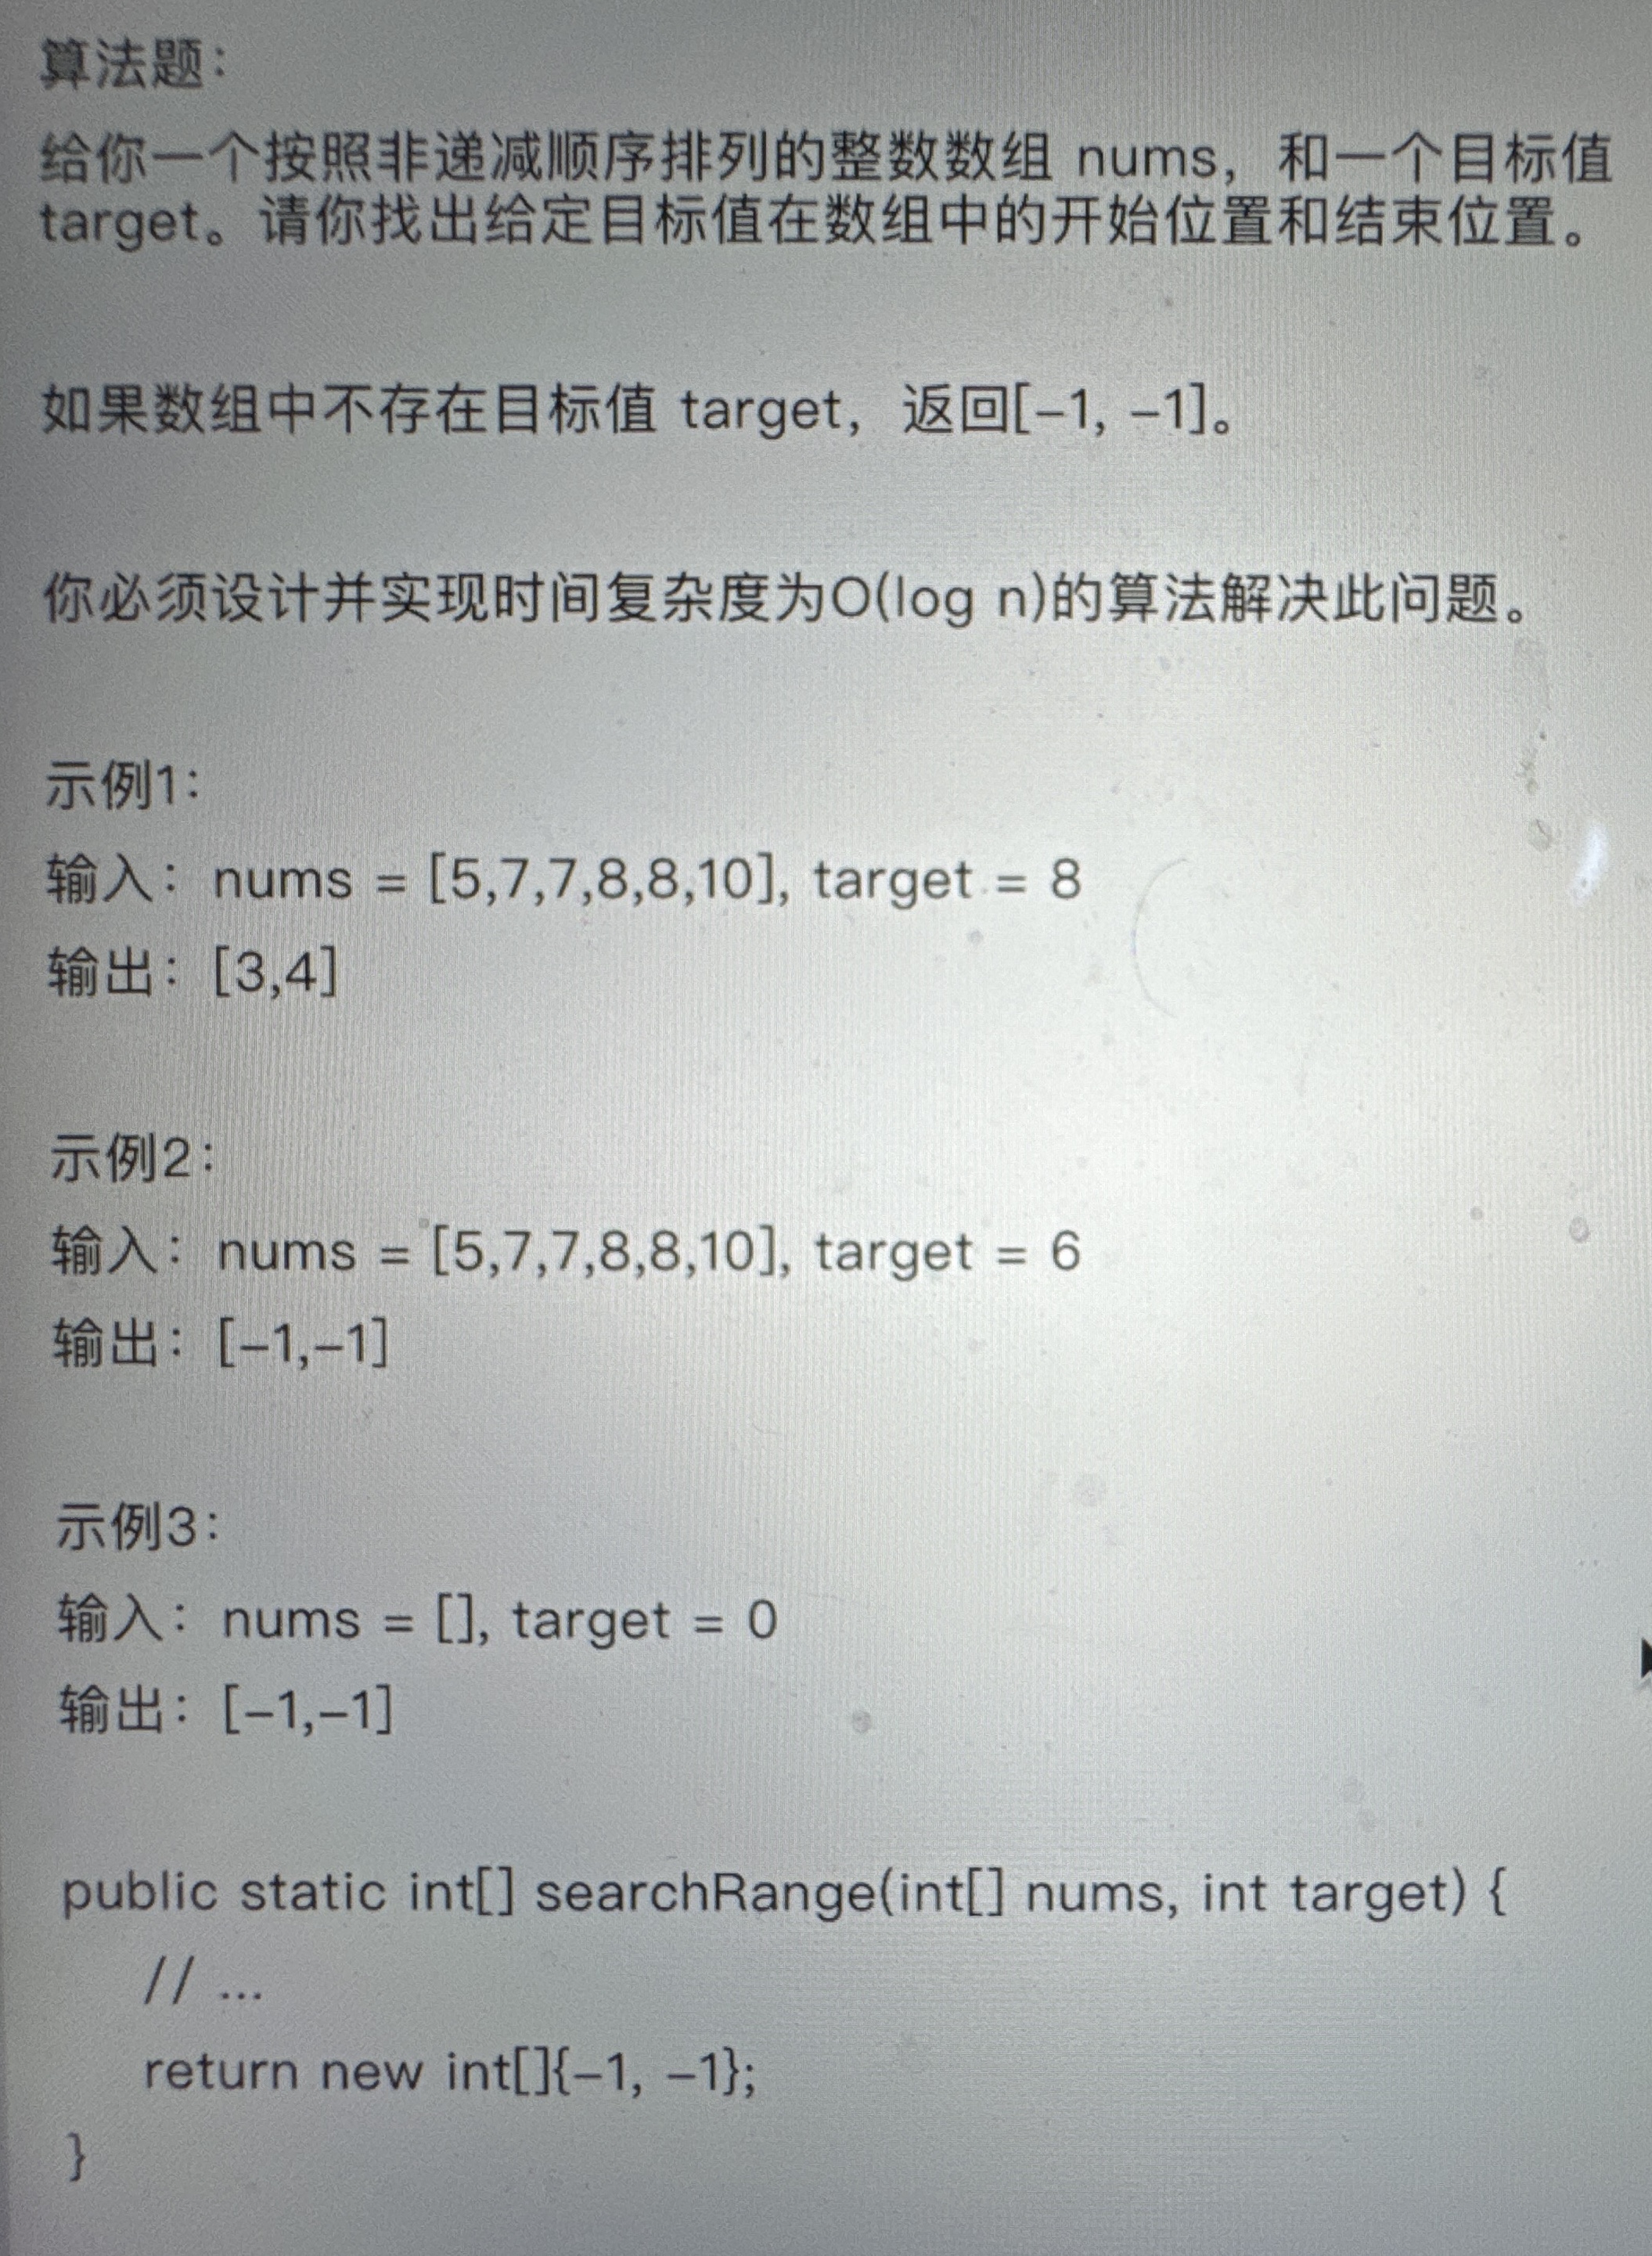 算法题：
给你一个按照非递减顺序排列的整数数组 nums，和一个目标值
target。请你找出给定目标值在数组中的开始位置和结束位置。
如果数组中不存在目标值 target，返回[-1, -1]。
你必须设计并实现时间复杂度为O(log n)的算法解决此问题。
示例1：
输入：nums = [5,7,7,8,8,10], target = 8
输出：[3,4]
示例2：
输入：nums = [5,7,7,8,8,10], target = 6
输出：[-1,-1]
示例3：
输入：nums = [], target = 0
输出：[-1,-1]
public static int[] searchRange(int[] nums, int target) {
// ...
return new int[]{-1, -1};
}